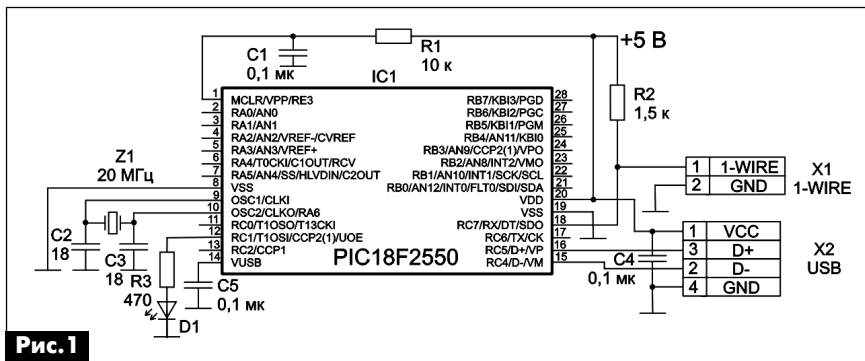 C1
0,1 мк
R1
10 к
+5 В
IC1
R2
1,5 к
1
2
3
4
5
6
7
8
9
10
11
12
13
14
MCLR/VPP/RE3
RA0/AN0
RA1/AN1
RA2/AN2/VREF-/CVREF
RA3/AN3/VREF+
RA4/T0CKI/C1OUT/RCV
RA5/AN4/SS/HLVDIN/C2OUT
VSS
OSC1/CLKI
OSC2/CLKO/RA6
RC0/T1OSO/T13CKI
RC1/T1OSI/CCP2(1)/UOE
RC2/CCP1
VUSB
RB7/KBI3/PGD
RB6/KBI2/PGC
RB5/KBI1/PGM
RB4/AN11/KBI0
RB3/AN9/CCP2(1)/VPO
RB2/AN8/INT2/VMO
RB1/AN10/INT1/SCK/SCL
RB0/AN12/INT0/FLT0/SDI/SDA
VDD
VSS
RC7/RX/DT/SDO
RC6/TX/CK
RC5/D+/VP
RC4/D-/VM
28
27
26
25
24
23
22
21
20
19
18
17
16
15
PIC18F2550
Z1
20 МГц
C2
18
C3
18
R3
470
D1
C5
0,1 мк
C4
0,1 мк
1 1-WIRE
2 GND
X1
1-WIRE
1 VCC
3 D+
2 D-
4 GND
X2
USB
Рис.1